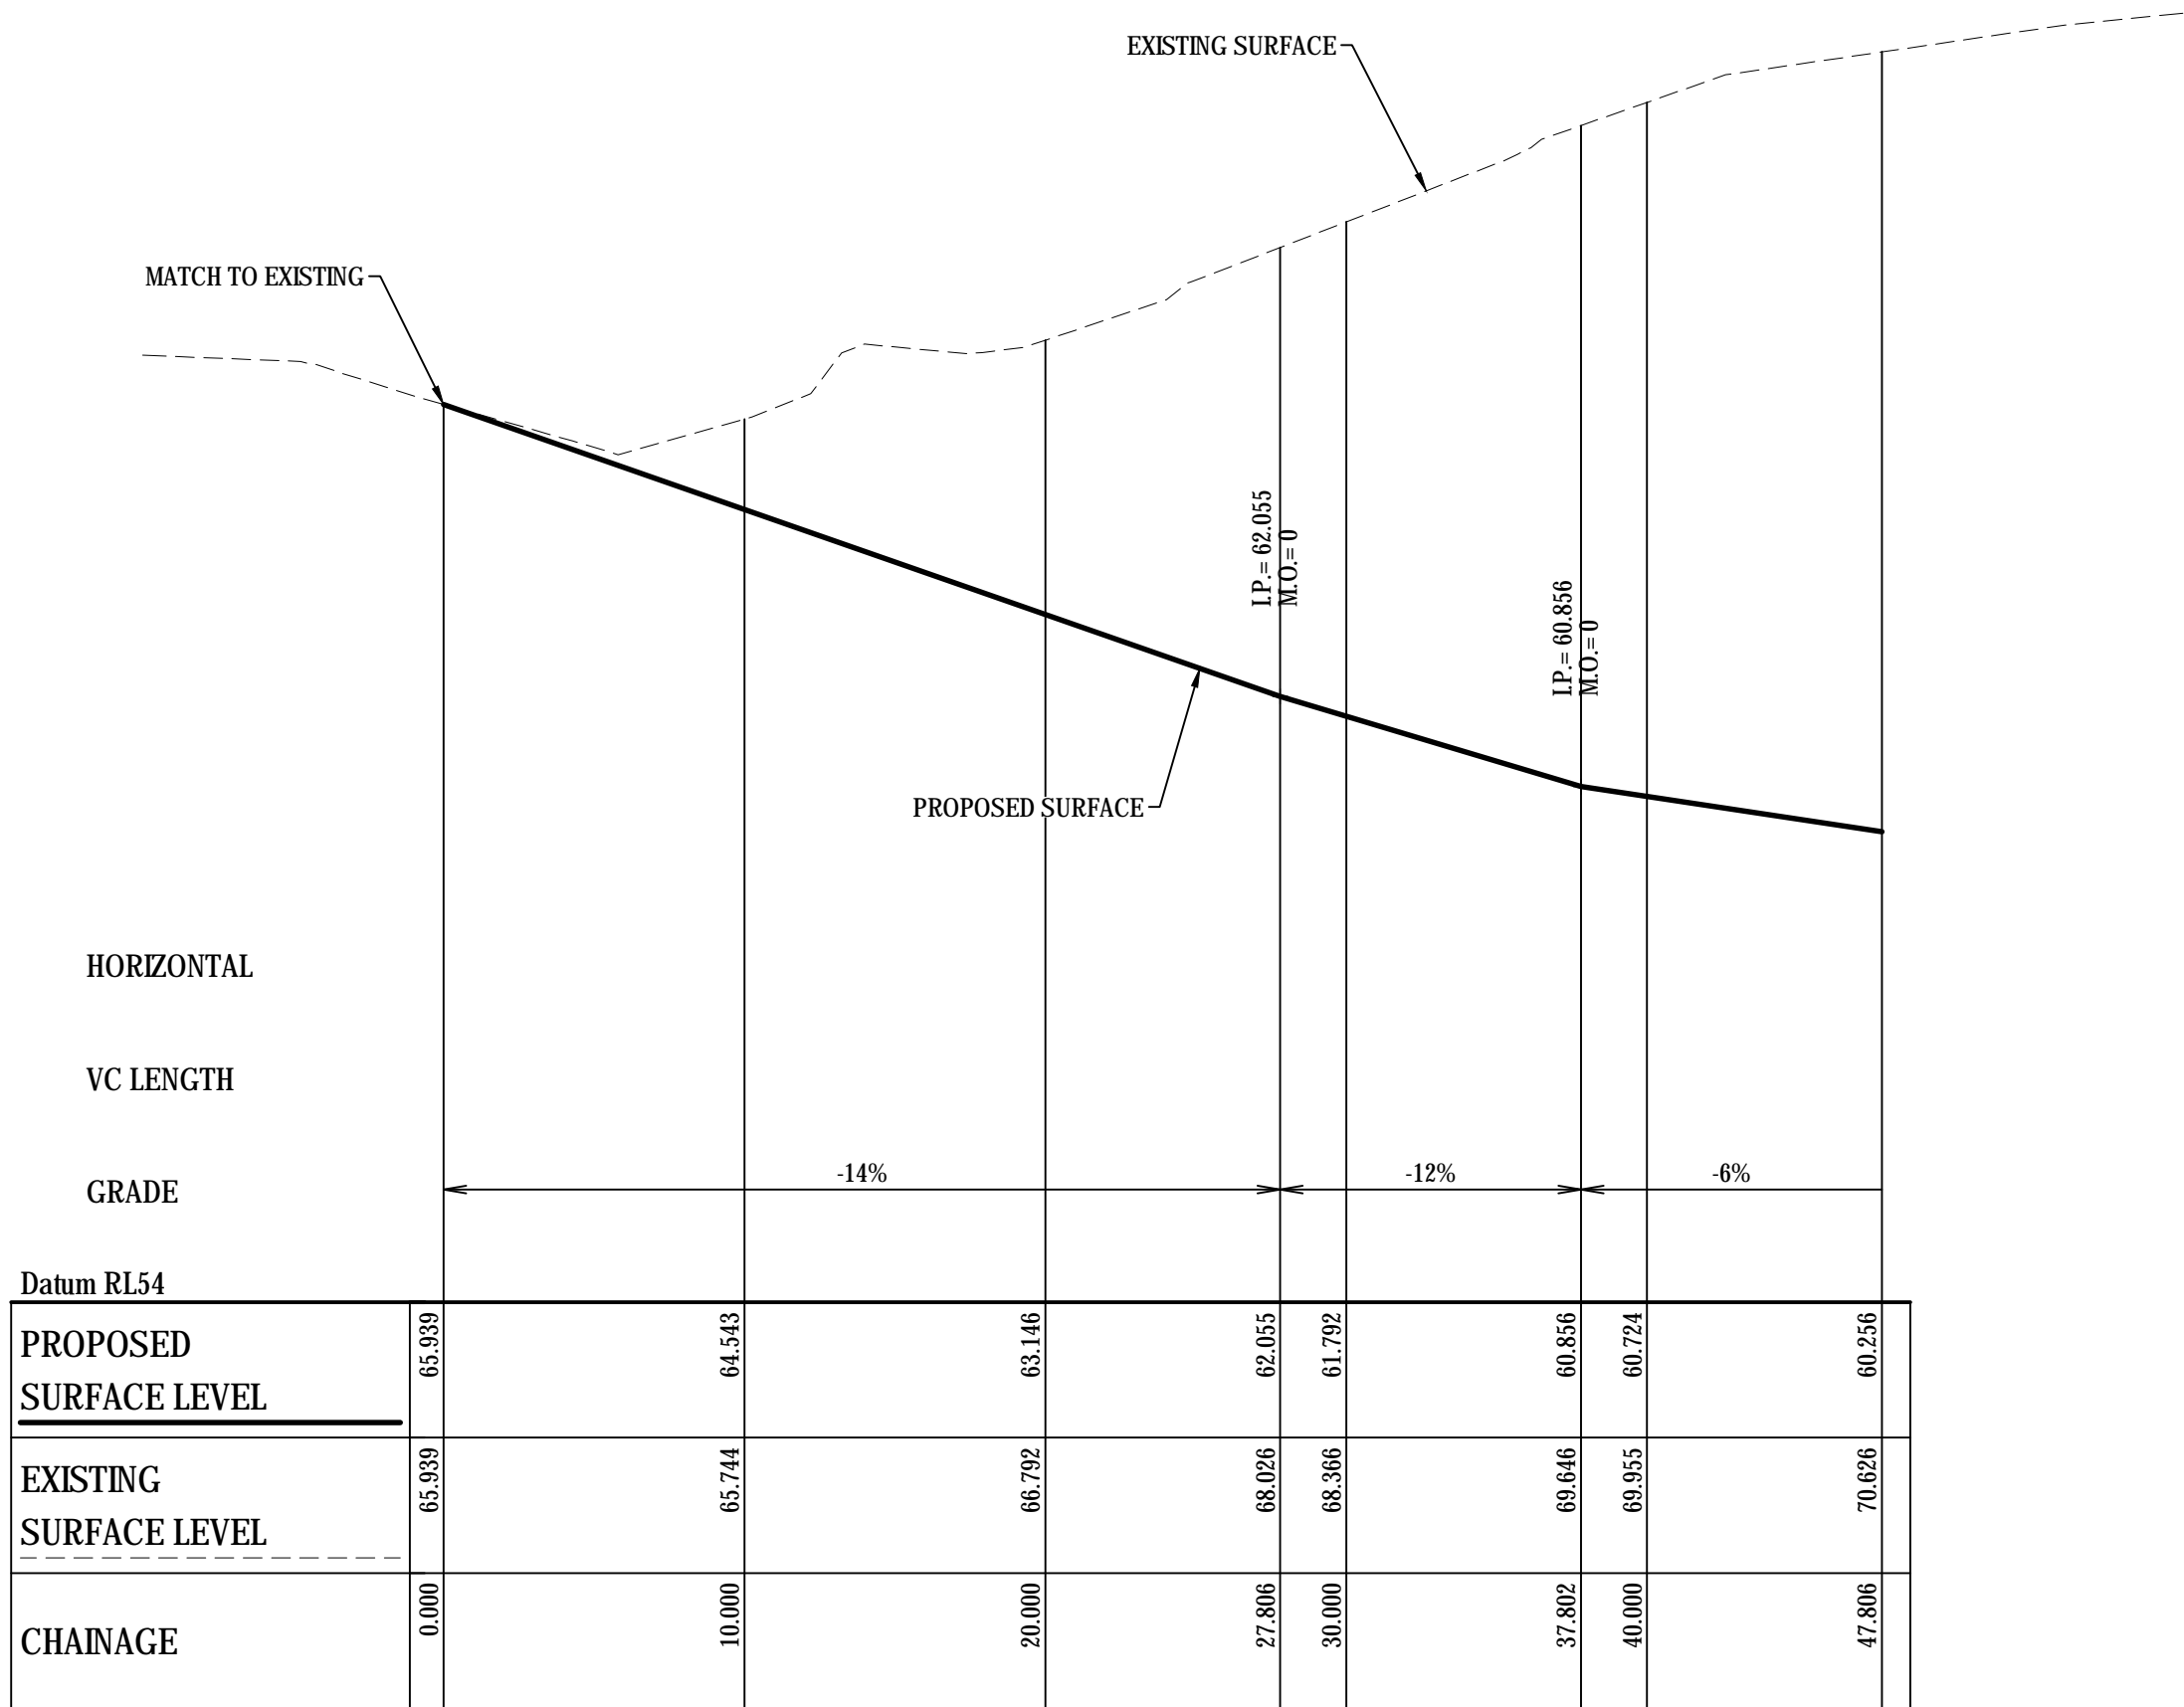 EXISTING SURFACE
MATCH TO EXISTING
I.P.= 62.055
M.O.= 0
I.P.= 60.856
M.O.= 0
PROPOSED SURFACE
HORIZONTAL
VC LENGTH
GRADE
-14%
-12%
-6%
Datum RL54
PROPOSED
SURFACE LEVEL
65.939
64.543
63.146
62.055
61.792
60.856
60.724
60.256
EXISTING
SURFACE LEVEL
65.939
65.744
66.792
68.026
68.366
69.646
69.955
70.626
CHAINAGE
0.000
10.000
20.000
27.806
30.000
37.802
40.000
47.806